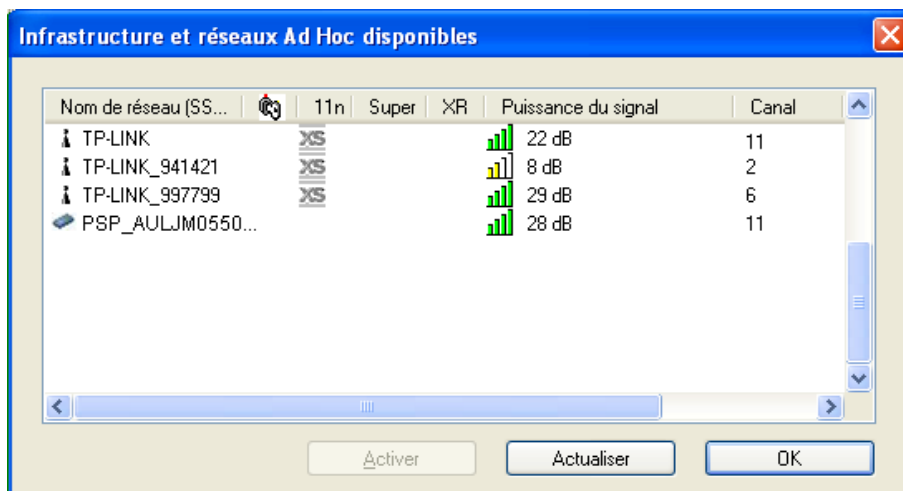 Infrastructure et réseaux Ad Hoc disponibles
Nom de réseau (SS... 11n Super XR Puissance du signal Canal
TP-LINK XS 22 dB 11
TP-LINK_941421 XS 8 dB 2
TP-LINK_997799 XS 29 dB 6
PSP_AULJM0550... 28 dB 11
Activer Actualiser OK